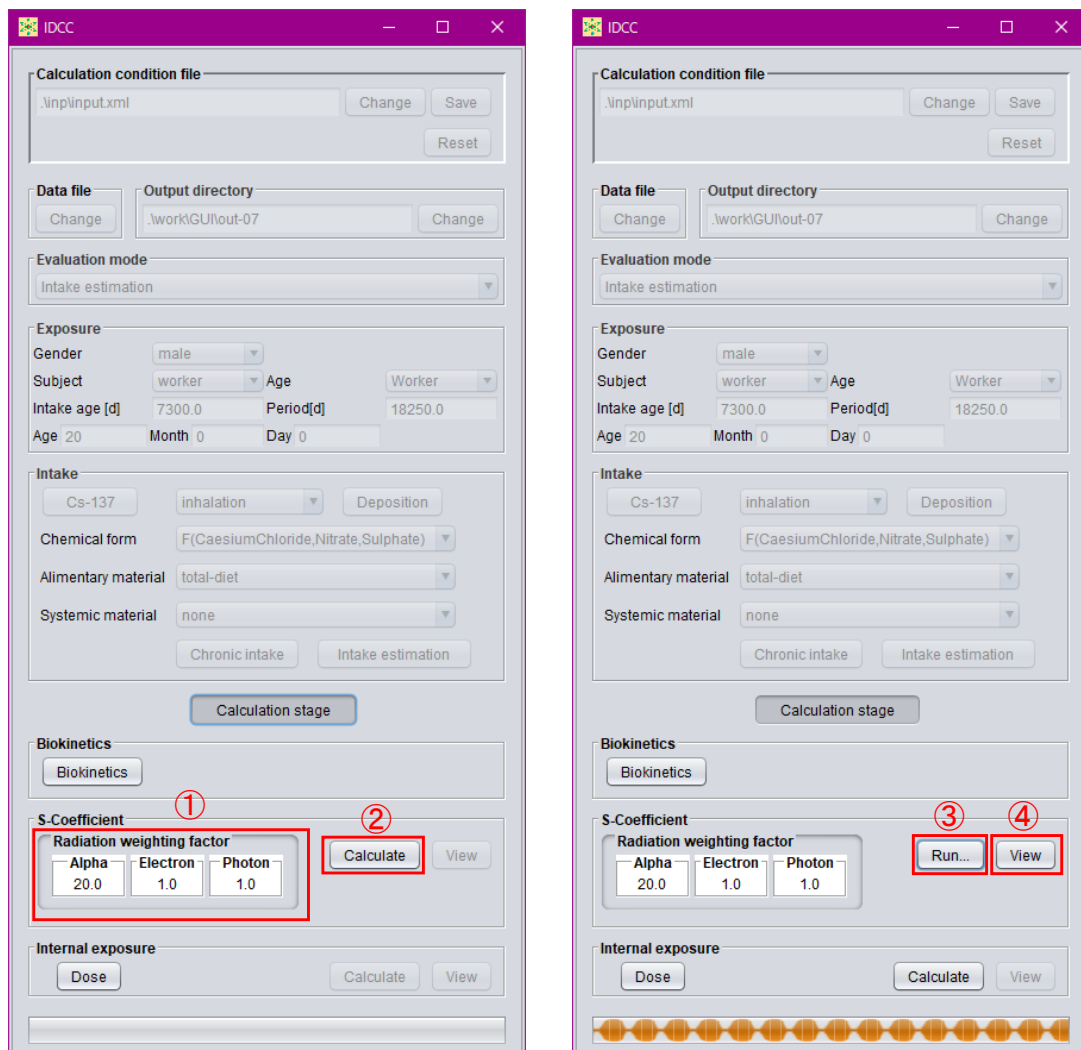 IDCC
Calculation condition file
.\inp\input.xml Change Save
Reset
Data file Output directory
Change .\work\GUI\out-07 Change
Evaluation mode
Intake estimation
Exposure
Gender male
Subject worker Age Worker
Intake age [d] 7300.0 Period[d] 18250.0
Age 20 Month 0 Day 0
Intake
Cs-137 inhalation Deposition
Chemical form F(CaesiumChloride,Nitrate,Sulphate)
Alimentary material total-diet
Systemic material none
Chronic intake Intake estimation
Calculation stage
Biokinetics
Biokinetics
① ②
S-Coefficient
Radiation weighting factor
Alpha Electron Photon Calculate View
20.0 1.0 1.0
Internal exposure
Dose Calculate View
IDCC
Calculation condition file
.\inp\input.xml Change Save
Reset
Data file Output directory
Change .\work\GUI\out-07 Change
Evaluation mode
Intake estimation
Exposure
Gender male
Subject worker Age Worker
Intake age [d] 7300.0 Period[d] 18250.0
Age 20 Month 0 Day 0
Intake
Cs-137 inhalation Deposition
Chemical form F(CaesiumChloride,Nitrate,Sulphate)
Alimentary material total-diet
Systemic material none
Chronic intake Intake estimation
Calculation stage
Biokinetics
Biokinetics
③ ④
S-Coefficient
Radiation weighting factor
Alpha Electron Photon Run... View
20.0 1.0 1.0
Internal exposure
Dose Calculate View